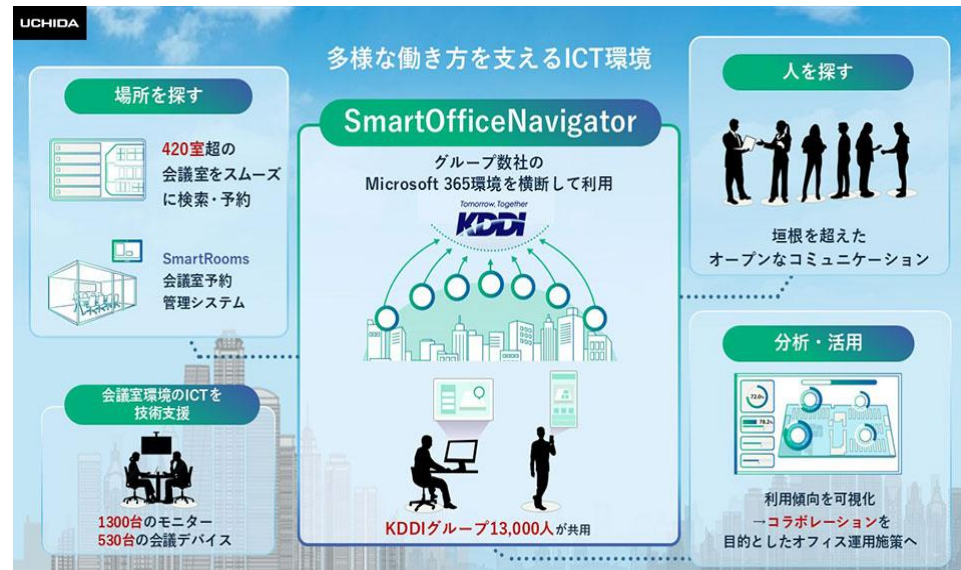 UCHIDA
多様な働き方を支えるICT環境
場所を探す
420室超の
会議室をスムーズ
に検索・予約
SmartRooms
会議室予約
管理システム
会議室環境のICTを
技術支援
1300台のモニター
530台の会議デバイス
SmartOfficeNavigator
グループ数社の
Microsoft 365環境を横断して利用
Tomorrow, Together
KDDI
KDDIグループ13,000人が共用
人を探す
垣根を超えた
オープンなコミュニケーション
分析・活用
72.0%
78.2%
利用傾向を可視化
→コラボレーションを
目的としたオフィス運用施策へ